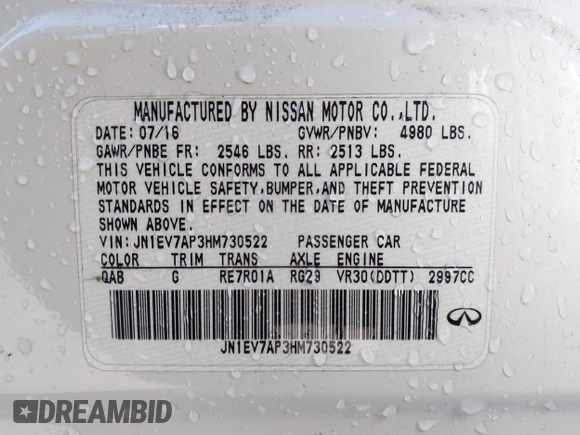 MANUFACTURED BY NISSAN MOTOR CO.,LTD.
DATE: 07/16 GVWR/PNBV: 4980 LBS.
GAWR/PNBE FR: 2546 LBS. RR: 2513 LBS.
THIS VEHICLE CONFORMS TO ALL APPLICABLE FEDERAL
MOTOR VEHICLE SAFETY,BUMPER,AND THEFT PREVENTION
STANDARDS IN EFFECT ON THE DATE OF MANUFACTURE
SHOWN ABOVE.
VIN: JN1EV7AP3HM730522 PASSENGER CAR
COLOR TRIM TRANS AXLE ENGINE
QAB G RE7R01A RG29 VR30(DDTT) 2997CC
JN1EV7AP3HM730522
DREAMBID